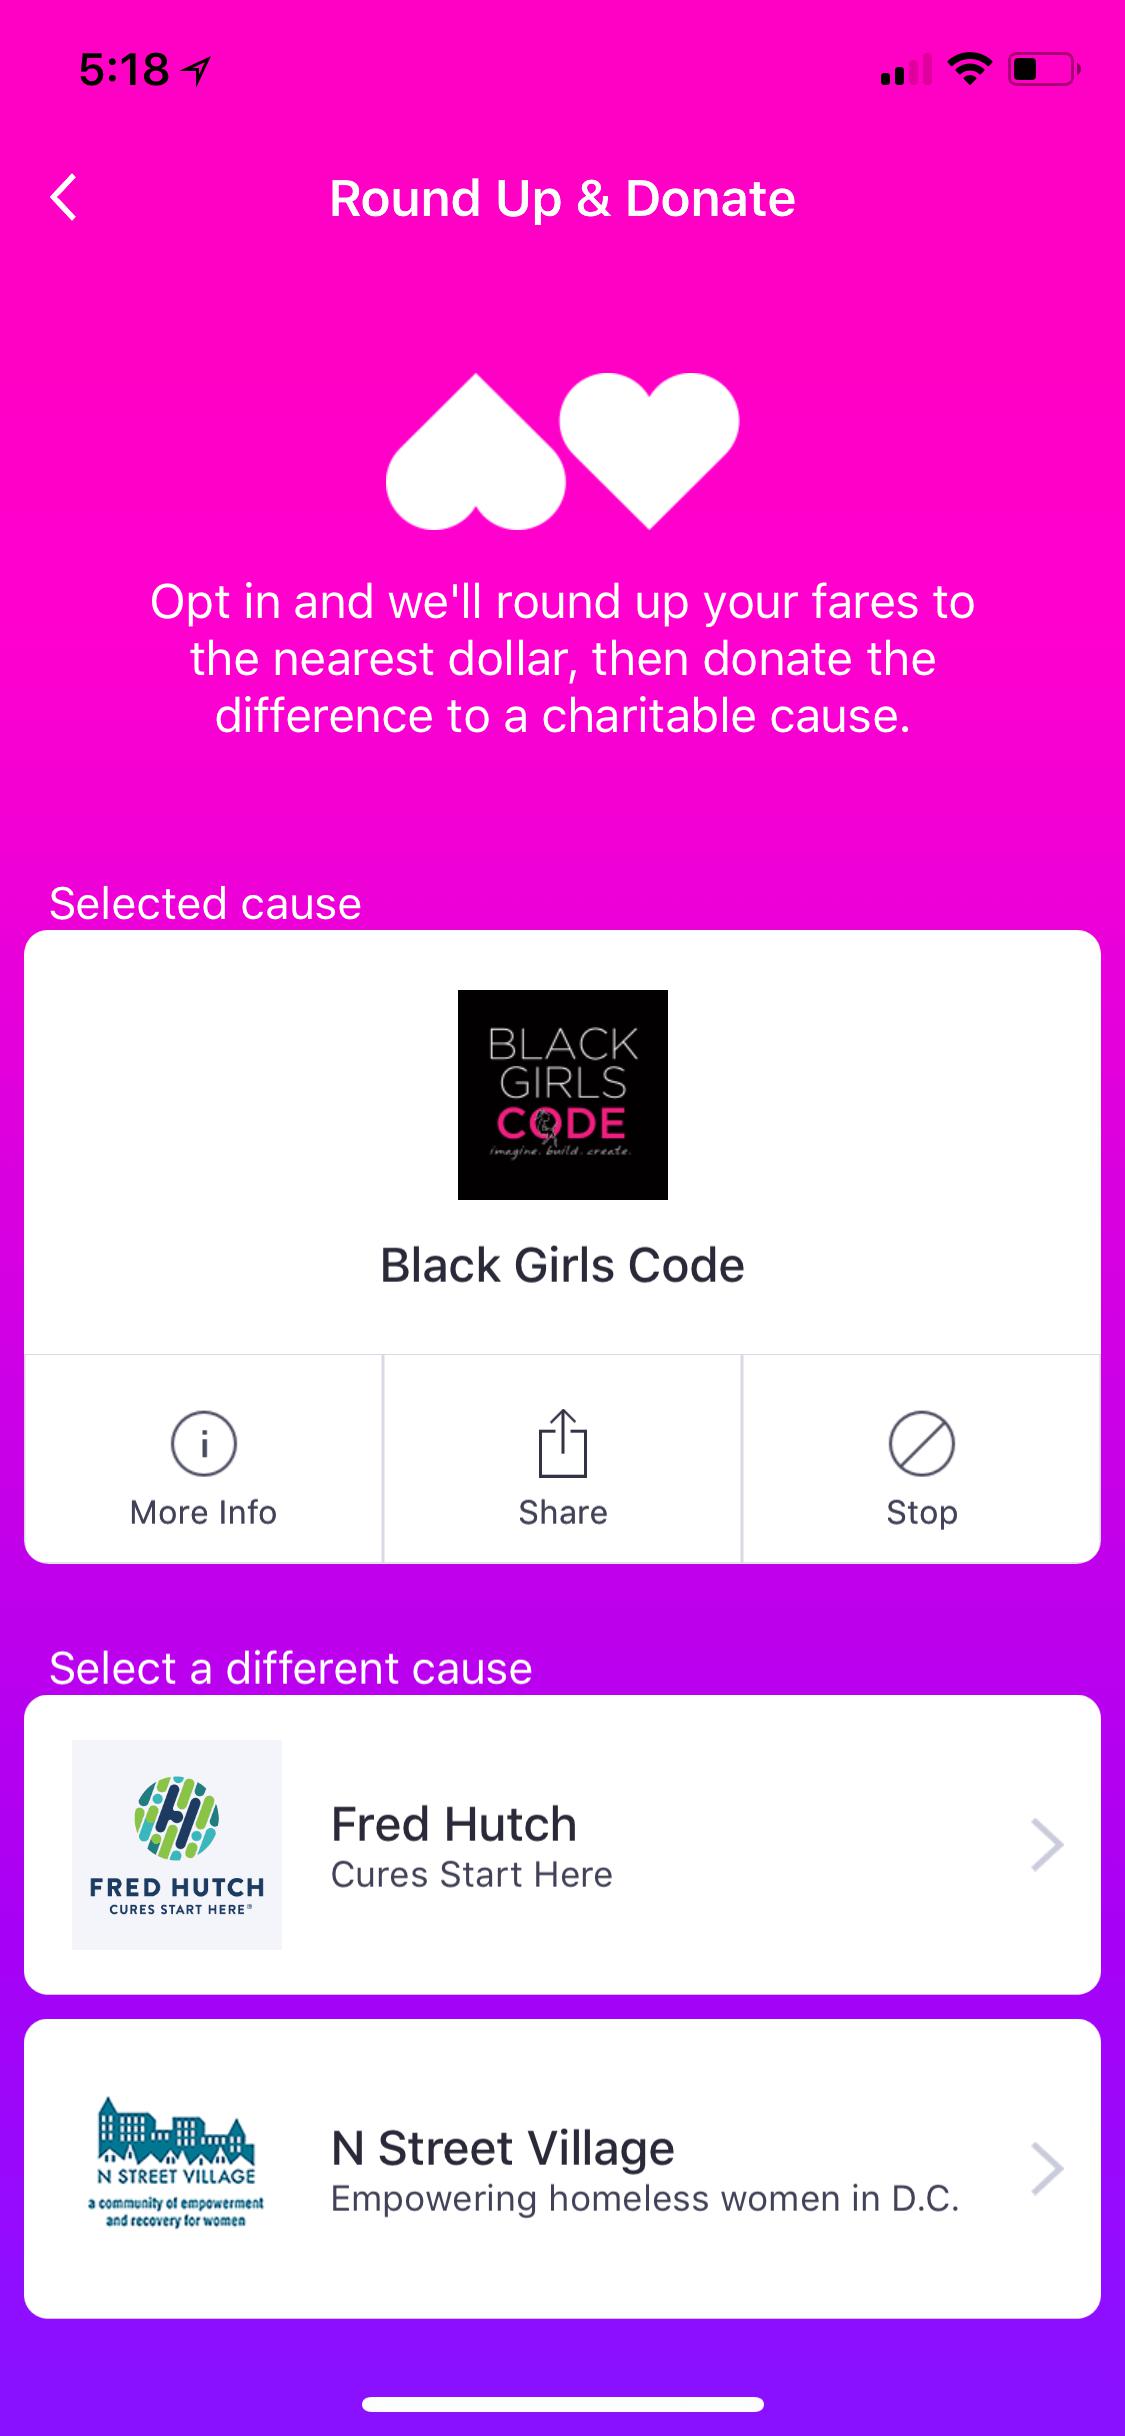 5:18
Round Up & Donate
Opt in and we'll round up your fares to
the nearest dollar, then donate the
difference to a charitable cause.
Selected cause
BLACK
GIRLS
CODE
imagine. build. create.
Black Girls Code
More Info
Share
Stop
Select a different cause
FRED HUTCH
CURES START HERE®
Fred Hutch
Cures Start Here
N STREET VILLAGE
a community of empowerment
and recovery for women
N Street Village
Empowering homeless women in D.C.